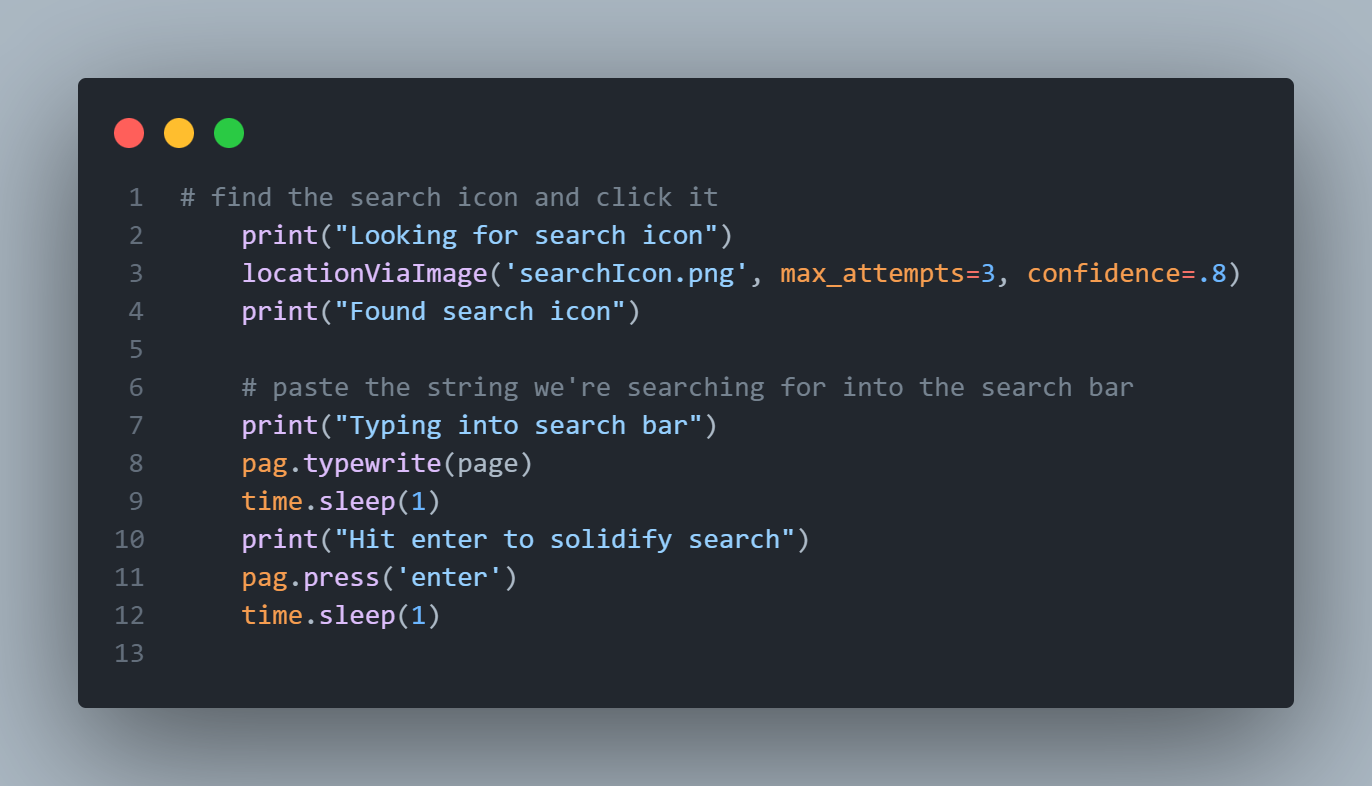 1 # find the search icon and click it
2     print("Looking for search icon")
3     locationViaImage('searchIcon.png', max_attempts=3, confidence=.8)
4     print("Found search icon")
5
6     # paste the string we're searching for into the search bar
7     print("Typing into search bar")
8     pag.typewrite(page)
9     time.sleep(1)
10     print("Hit enter to solidify search")
11     pag.press('enter')
12     time.sleep(1)
13